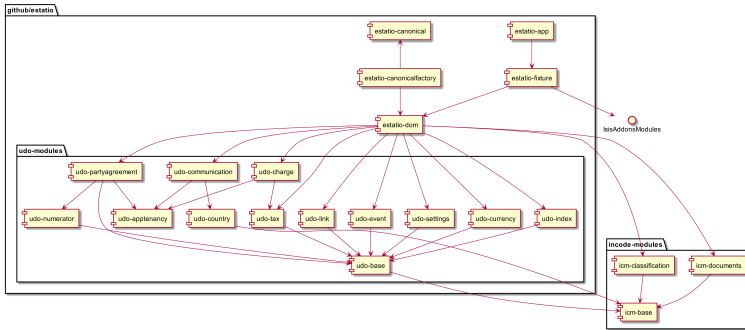 github/estatio
estatio-canonical
estatio-app
estatio-canonicalfactory
estatio-fixture
estatio-dom
IsisAddonsModules
udo-modules
udo-partyagreement
udo-communication
udo-charge
udo-numerator
udo-apptenancy
udo-country
udo-tax
udo-link
udo-event
udo-settings
udo-currency
udo-index
udo-base
incode-modules
icm-classification
icm-documents
icm-base